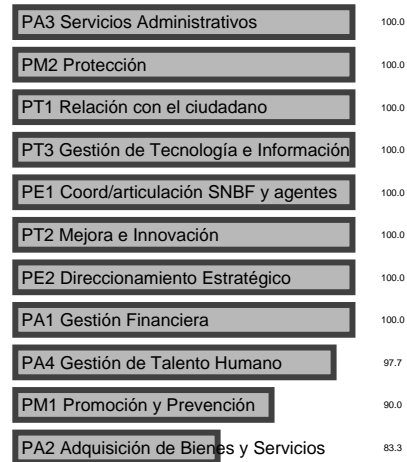 PA3 Servicios Administrativos 100.0
PM2 Protección 100.0
PT1 Relación con el ciudadano 100.0
PT3 Gestión de Tecnología e Información 100.0
PE1 Coord/articulación SNBF y agentes 100.0
PT2 Mejora e Innovación 100.0
PE2 Direccionamiento Estratégico 100.0
PA1 Gestión Financiera 100.0
PA4 Gestión de Talento Humano 97.7
PM1 Promoción y Prevención 90.0
PA2 Adquisición de Bienes y Servicios 83.3